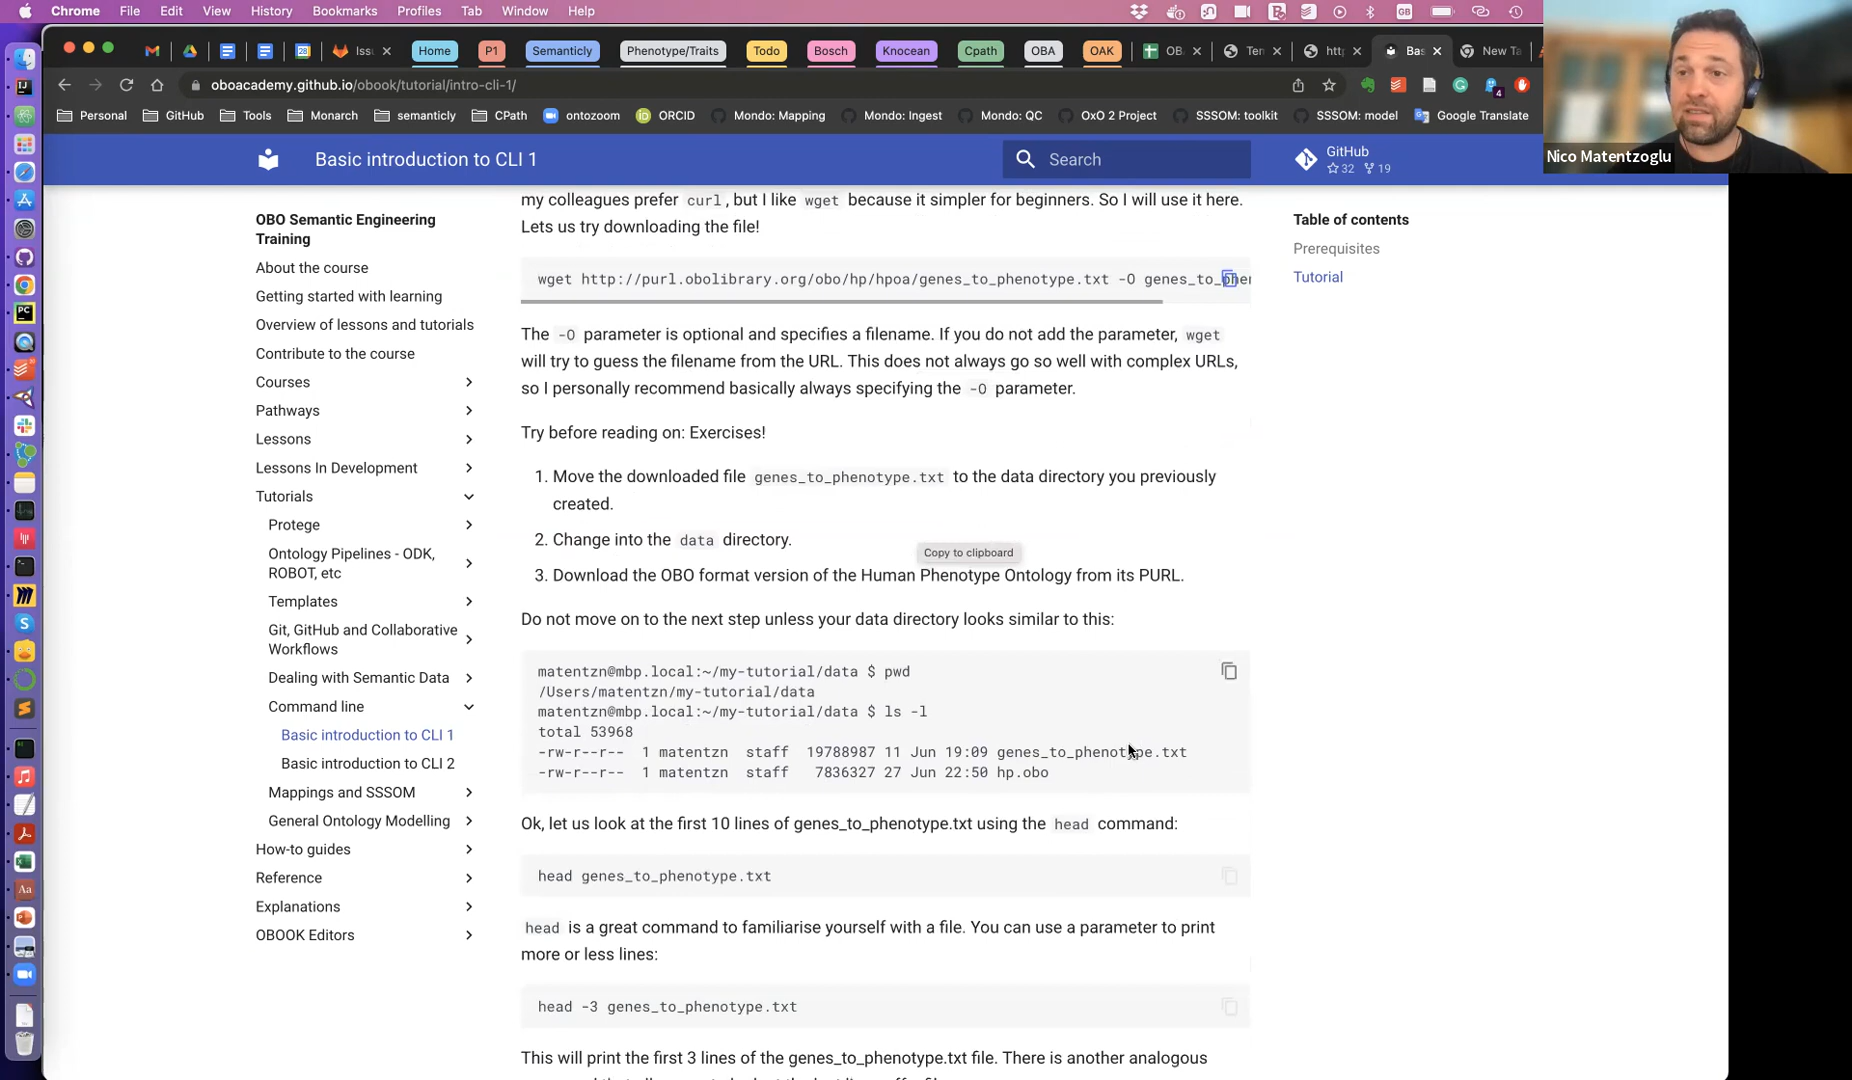 Chrome File Edit View History Bookmarks Profiles Tab Window Help
GB
28 Issu Home P1 Semanticly Phenotype/Traits Todo Bosch Knocean Cpath OBA OAK OB Ter http Bas New Ta
oboacademy.github.io/obook/tutorial/intro-cli-1/
4
Personal GitHub Tools Monarch semanticly CPath ontozoom ORCID Mondo: Mapping Mondo: Ingest Mondo: QC OxO 2 Project SSSOM: toolkit SSSOM: model Google Translate
Nico Matentzoglu
Basic introduction to CLI 1
Search
GitHub
32 19
OBO Semantic Engineering
Training
About the course
Getting started with learning
Overview of lessons and tutorials
Contribute to the course
Courses
Pathways
Lessons
Lessons In Development
Tutorials
Protege
Ontology Pipelines - ODK,
ROBOT, etc
Templates
Git, GitHub and Collaborative
Workflows
Dealing with Semantic Data
Command line
Basic introduction to CLI 1
Basic introduction to CLI 2
Mappings and SSSOM
General Ontology Modelling
How-to guides
Reference
Explanations
OBOOK Editors
my colleagues prefer curl, but I like wget because it simpler for beginners. So I will use it here.
Lets us try downloading the file!
wget http://purl.obolibrary.org/obo/hp/hpoa/genes_to_phenotype.txt -O genes_to_phen
The -O parameter is optional and specifies a filename. If you do not add the parameter, wget
will try to guess the filename from the URL. This does not always go so well with complex URLs,
so I personally recommend basically always specifying the -O parameter.
Try before reading on: Exercises!
1. Move the downloaded file genes_to_phenotype.txt to the data directory you previously
created.
2. Change into the data directory.
Copy to clipboard
3. Download the OBO format version of the Human Phenotype Ontology from its PURL.
Do not move on to the next step unless your data directory looks similar to this:
matentzn@mbp.local:~/my-tutorial/data $ pwd
/Users/matentzn/my-tutorial/data
matentzn@mbp.local:~/my-tutorial/data $ ls -l
total 53968
-rw-r--r-- 1 matentzn staff 19788987 11 Jun 19:09 genes_to_phenotype.txt
-rw-r--r-- 1 matentzn staff 7836327 27 Jun 22:50 hp.obo
Ok, let us look at the first 10 lines of genes_to_phenotype.txt using the head command:
head genes_to_phenotype.txt
head is a great command to familiarise yourself with a file. You can use a parameter to print
more or less lines:
head -3 genes_to_phenotype.txt
This will print the first 3 lines of the genes_to_phenotype.txt file. There is another analogous
Table of contents
Prerequisites
Tutorial